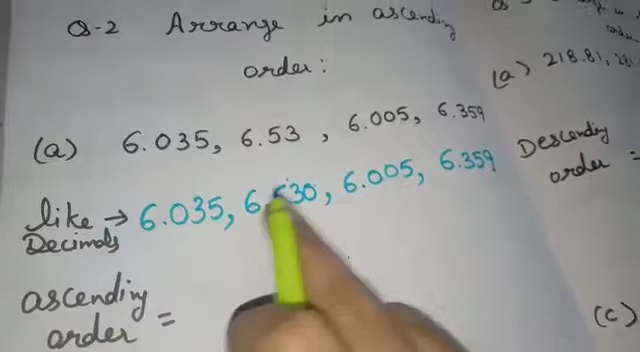 Q-2 Arrange in ascending
order:
(a) 6.035, 6.53, 6.005, 6.359
like → 6.035, 6.530, 6.005, 6.359
Decimals
ascending
order =
(a) 218.81,
Descending
order =
(c)